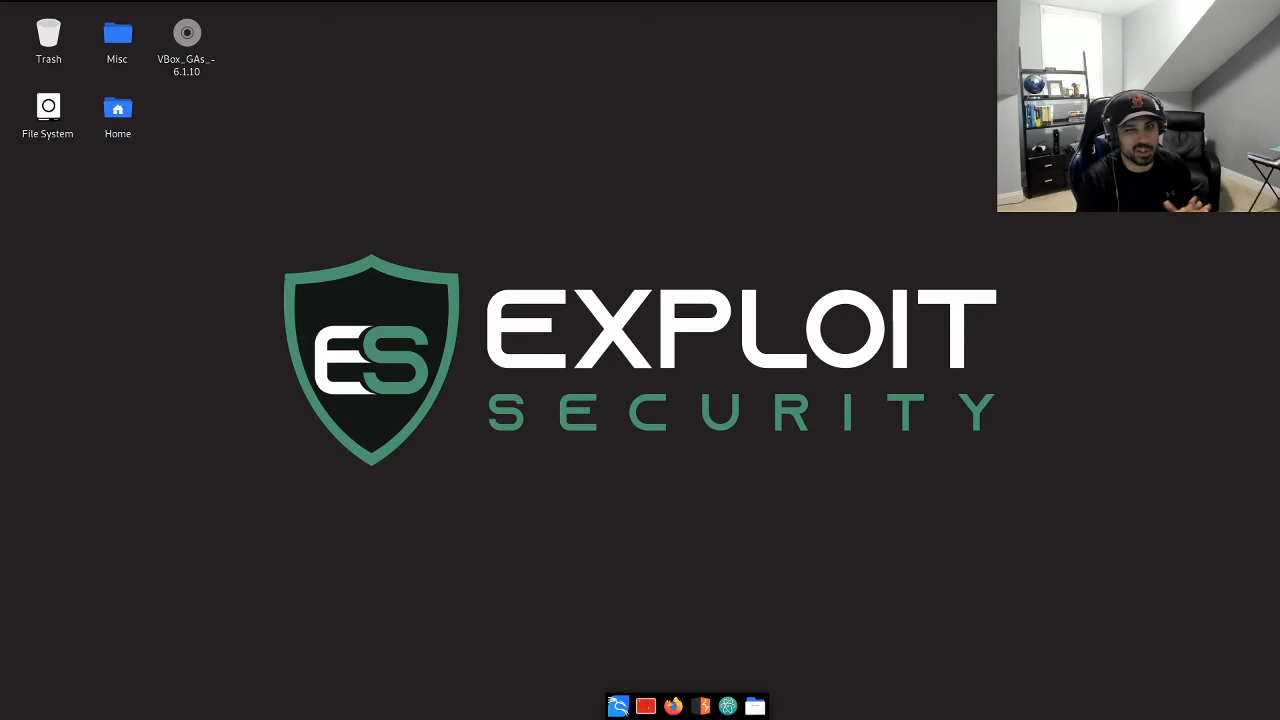 Trash
Misc
VBox_GAs_-
6.1.10
File System
Home
ES
EXPLOIT
SECURITY